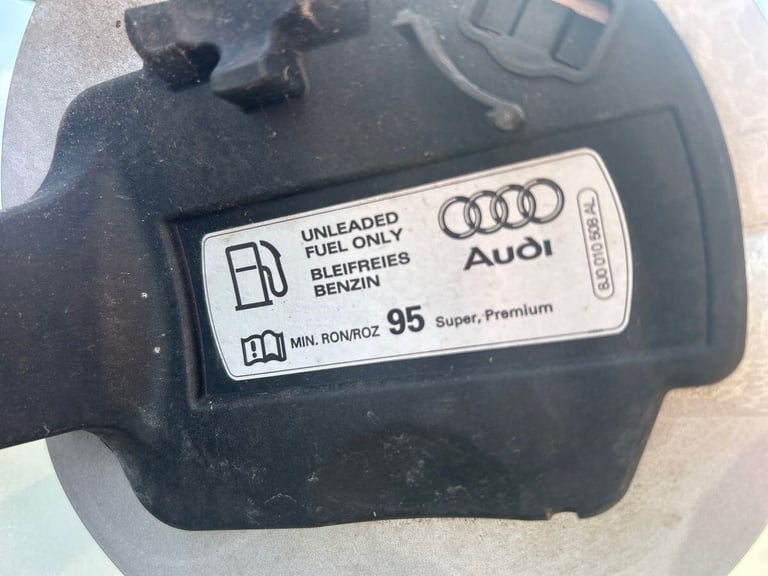 UNLEADED
FUEL ONLY
BLEIFREIES
BENZIN
MIN. RON/ROZ 95 Super, Premium
Audi
8J0 010 508 AL